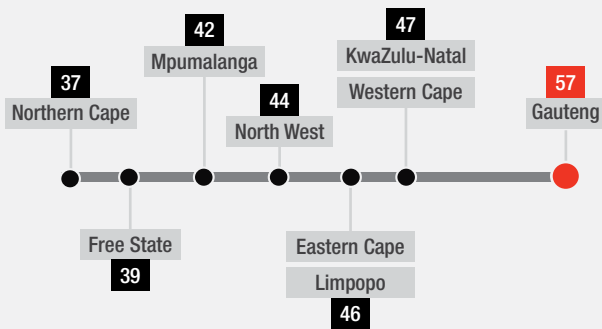 37
Northern Cape
Free State
39
42
Mpumalanga
44
North West
Eastern Cape
Limpopo
46
47
KwaZulu-Natal
Western Cape
57
Gauteng